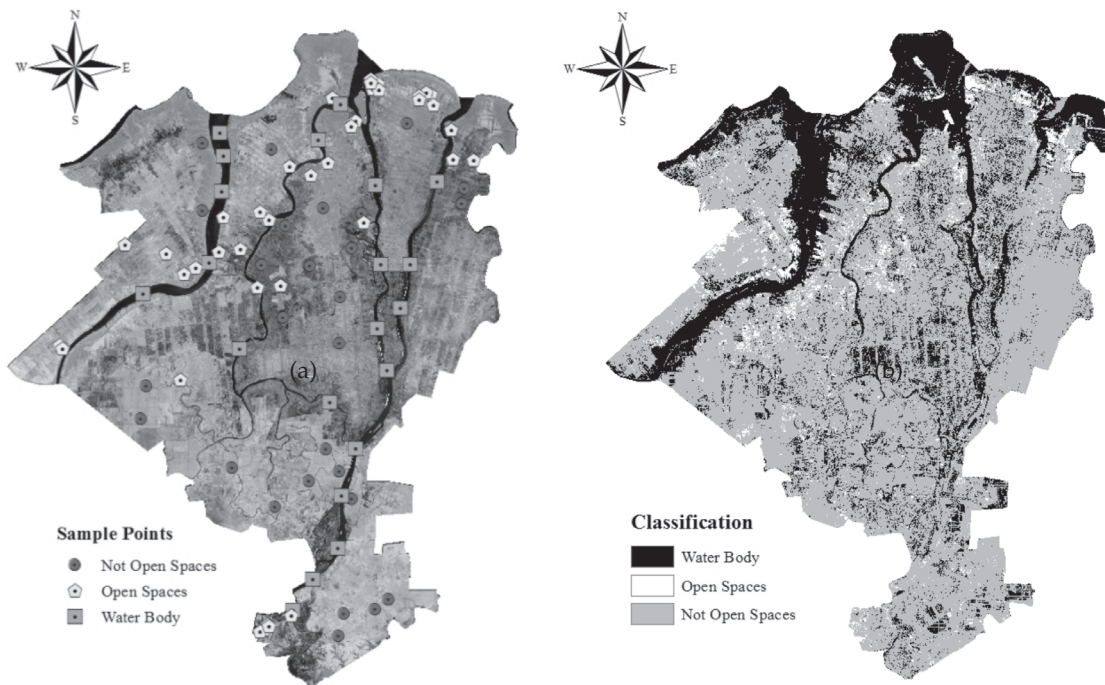 N
W E
S
(a)
Sample Points
Not Open Spaces
Open Spaces
Water Body
N
W E
S
(b)
Classification
Water Body
Open Spaces
Not Open Spaces